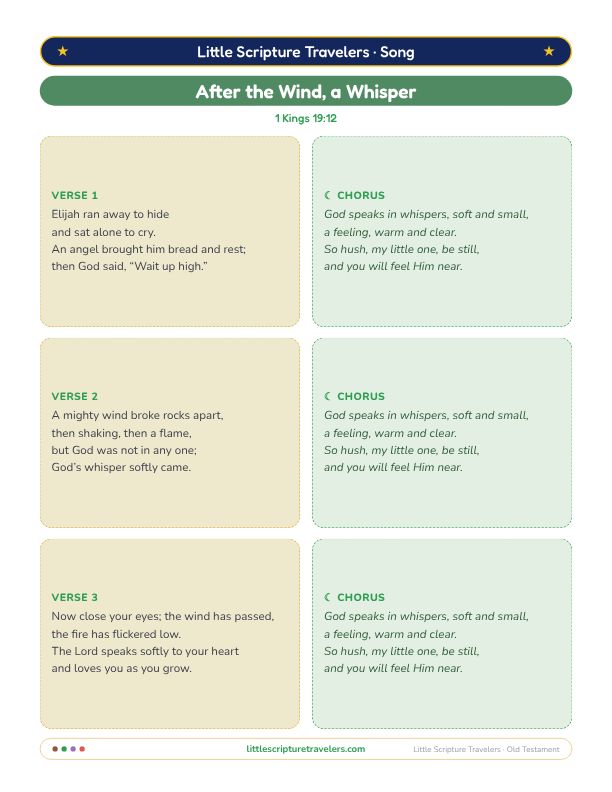 ★ Little Scripture Travelers · Song ★
After the Wind, a Whisper
1 Kings 19:12
VERSE 1
Elijah ran away to hide
and sat alone to cry.
An angel brought him bread and rest;
then God said, “Wait up high.”
☾ CHORUS
God speaks in whispers, soft and small,
a feeling, warm and clear.
So hush, my little one, be still,
and you will feel Him near.
VERSE 2
A mighty wind broke rocks apart,
then shaking, then a flame,
but God was not in any one;
God’s whisper softly came.
☾ CHORUS
God speaks in whispers, soft and small,
a feeling, warm and clear.
So hush, my little one, be still,
and you will feel Him near.
VERSE 3
Now close your eyes; the wind has passed,
the fire has flickered low.
The Lord speaks softly to your heart
and loves you as you grow.
☾ CHORUS
God speaks in whispers, soft and small,
a feeling, warm and clear.
So hush, my little one, be still,
and you will feel Him near.
littlescripturetravelers.com
Little Scripture Travelers · Old Testament